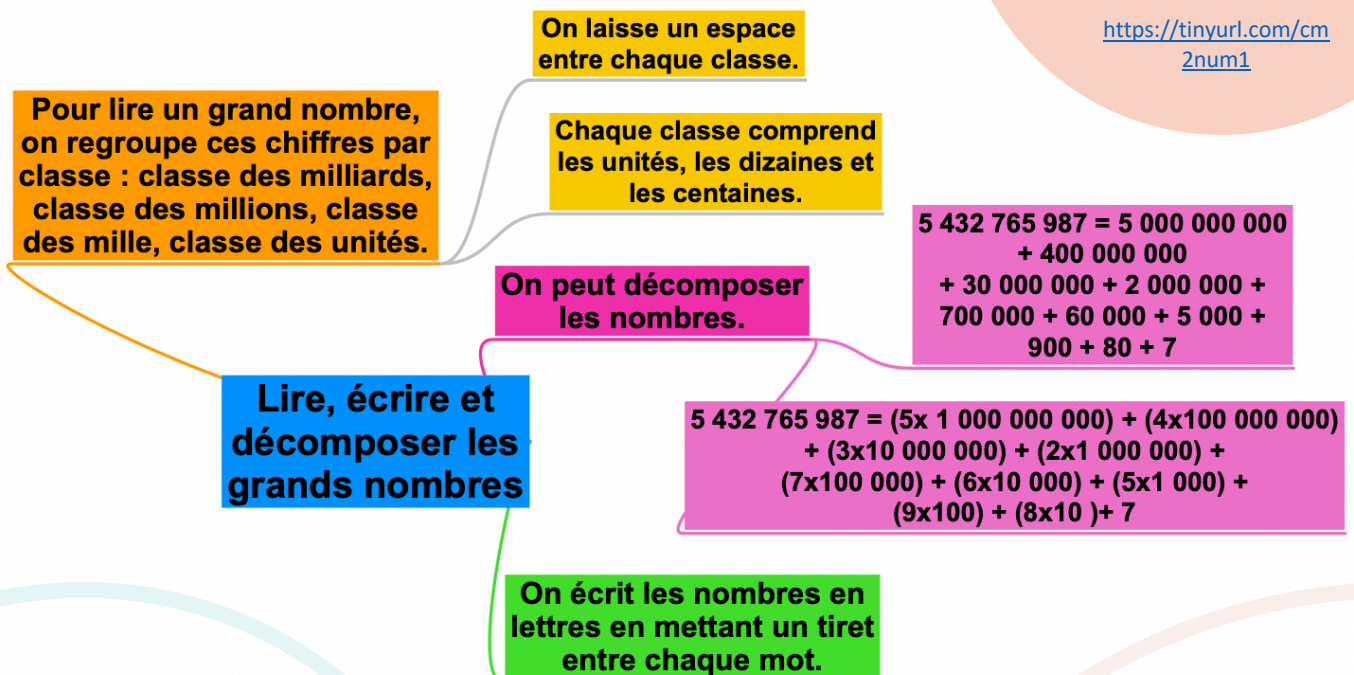 https://tinyurl.com/cm
2num1
On laisse un espace
entre chaque classe.
Pour lire un grand nombre,
on regroupe ces chiffres par
classe : classe des milliards,
classe des millions, classe
des mille, classe des unités.
Chaque classe comprend
les unités, les dizaines et
les centaines.
On peut décomposer
les nombres.
5 432 765 987 = 5 000 000 000
+ 400 000 000
+ 30 000 000 + 2 000 000 +
700 000 + 60 000 + 5 000 +
900 + 80 + 7
5 432 765 987 = (5x 1 000 000 000) + (4x100 000 000)
+ (3x10 000 000) + (2x1 000 000) +
(7x100 000) + (6x10 000) + (5x1 000) +
(9x100) + (8x10 )+ 7
Lire, écrire et
décomposer les
grands nombres
On écrit les nombres en
lettres en mettant un tiret
entre chaque mot.